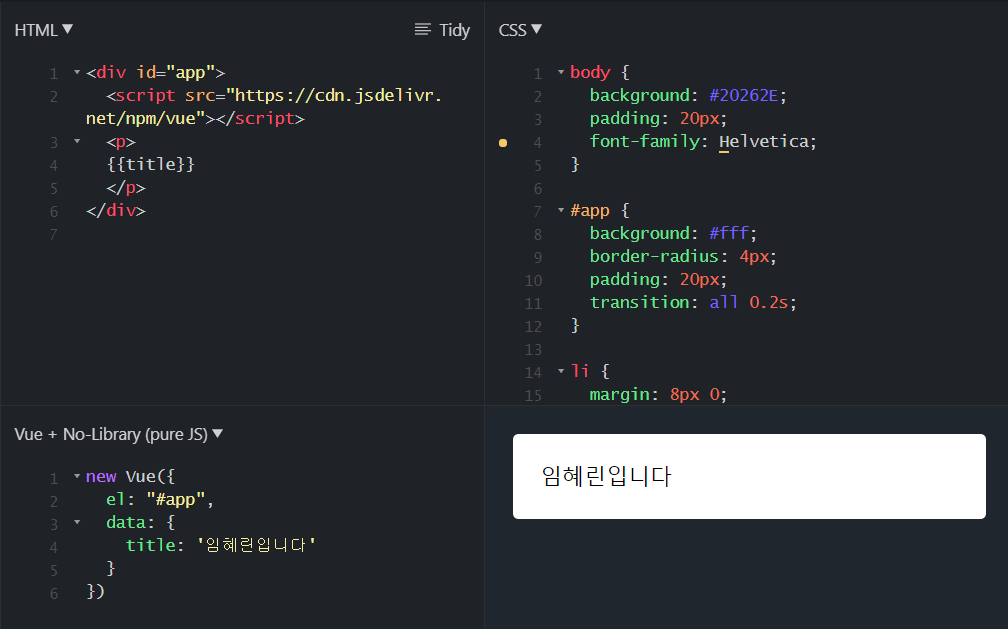 HTML ▼
Tidy
1 <div id="app">
2 <script src="https://cdn.jsdelivr.
net/npm/vue"></script>
3 <p>
4 {{title}}
5 </p>
6 </div>
7
CSS ▼
1 body {
2 background: #20262E;
3 padding: 20px;
4 font-family: Helvetica;
5 }
6
7 #app {
8 background: #fff;
9 border-radius: 4px;
10 padding: 20px;
11 transition: all 0.2s;
12 }
13
14 li {
15 margin: 8px 0;
Vue + No-Library (pure JS) ▼
1 new Vue({
2 el: "#app",
3 data: {
4 title: '임혜린입니다'
5 }
6 })
임혜린입니다